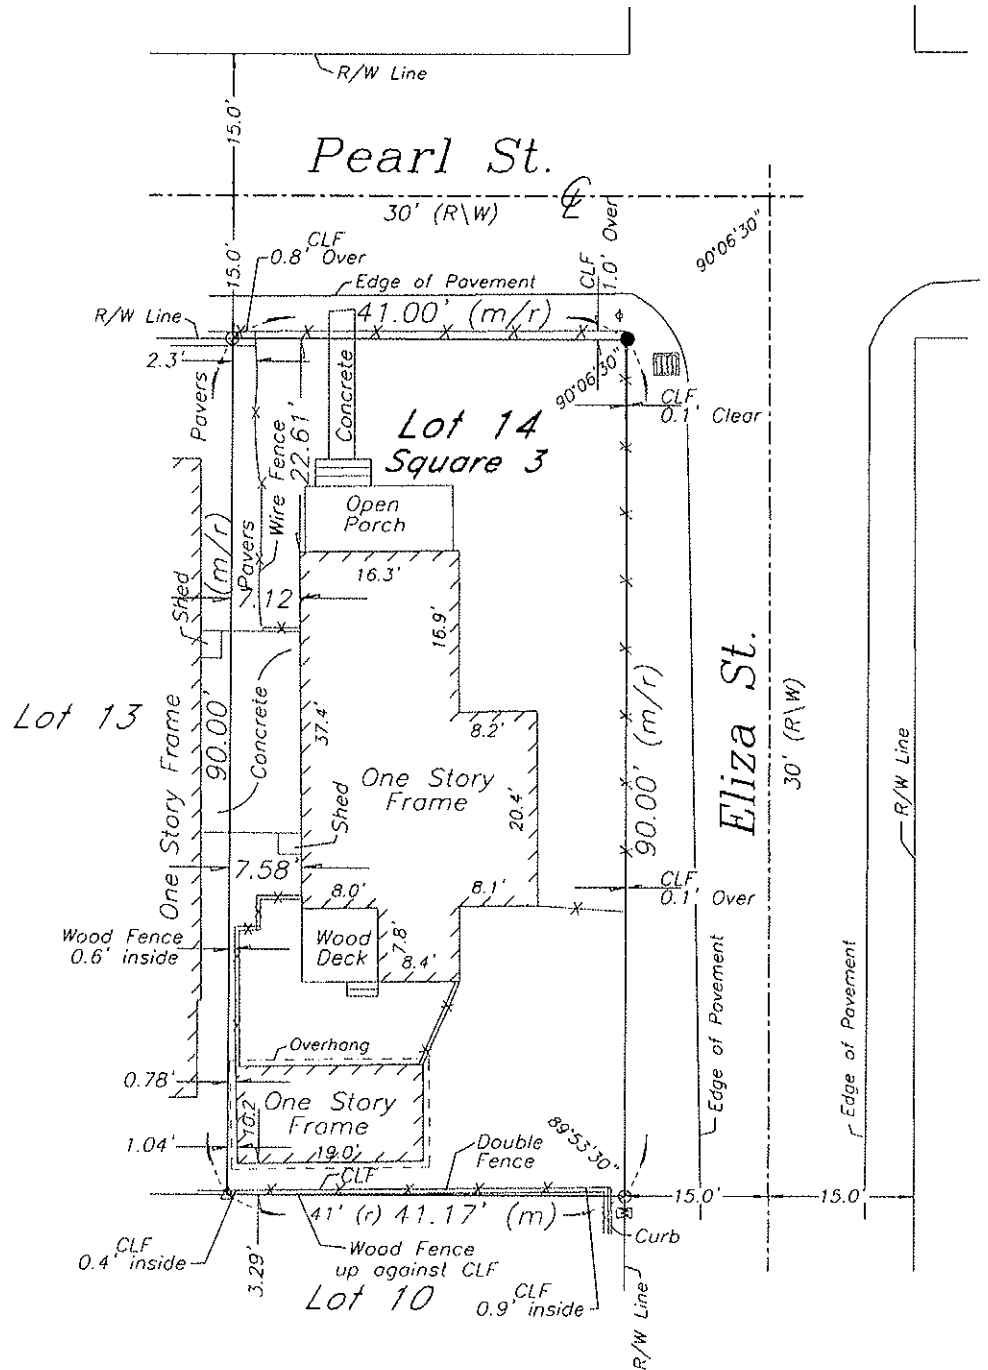 R/W Line
15.0'
Pearl St.
℄
30' (R\W)
15.0'
CLF
0.8' Over
CLF
1.0' Over
90°06'30"
Edge of Pavement
R/W Line
41.00' (m/r)
2.3'
Pavers
Concrete
90°06'30"
CLF
0.1' Clear
Lot 14
Square 3
22.61'
Wire Fence
Pavers
Open
Porch
(m/r)
90.00'
7.12
16.3'
16.9'
Shed
Lot 13
One Story Frame
Concrete
37.4'
8.2'
One Story
Frame
20.4'
90.00' (m/r)
Eliza St.
30' (R\W)
R/W Line
Shed
7.58'
8.0'
8.1'
CLF
0.1' Over
Wood Fence
0.6' inside
Wood
Deck
7.8'
8.4'
Edge of Pavement
Edge of Pavement
Overhang
0.78'
One Story
Frame
10.2
1.04'
19.0'
CLF
Double
Fence
89°53'30"
15.0'
15.0'
41' (r) 41.17' (m)
Curb
CLF
0.4' inside
3.29'
Wood Fence
up against CLF
Lot 10
CLF
0.9' inside
R/W Line